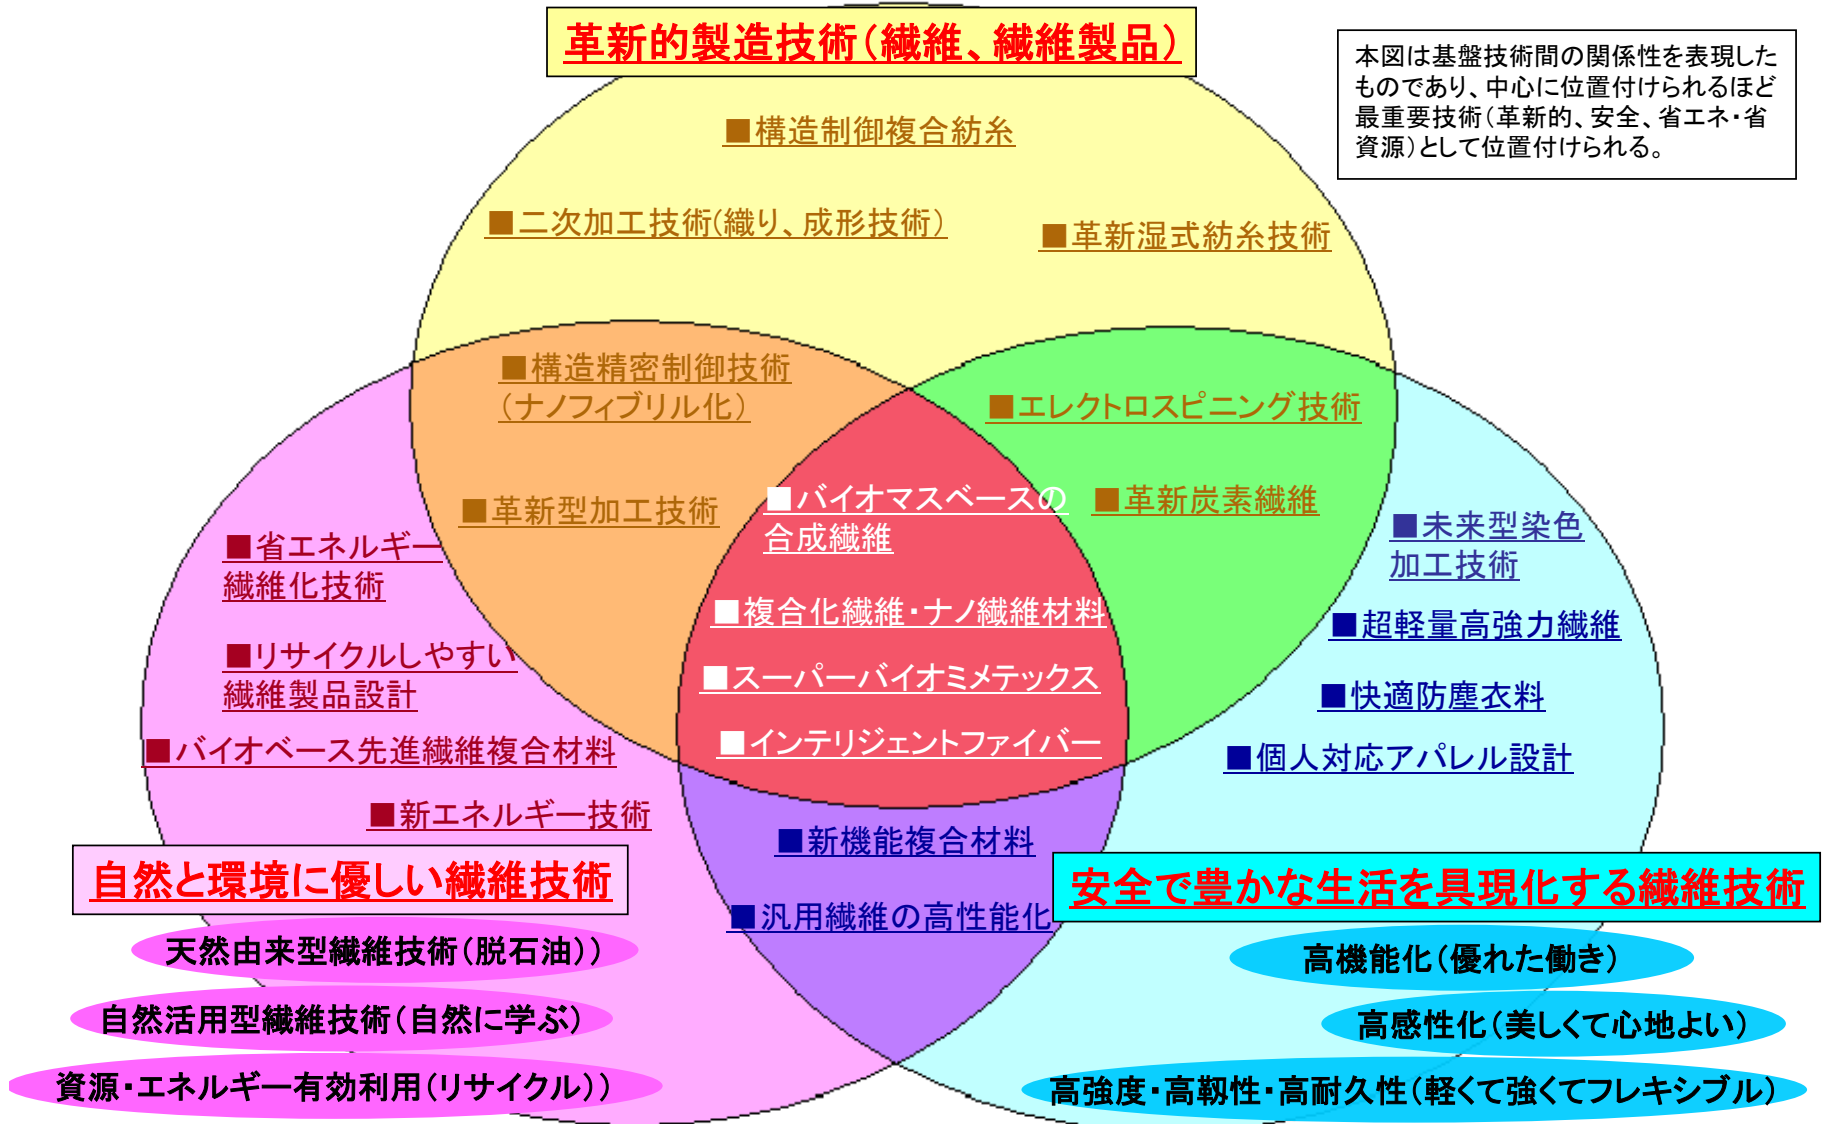 革新的製造技術（繊維、繊維製品）
本図は基盤技術間の関係性を表現した
ものであり、中心に位置付けられるほど
最重要技術（革新的、安全、省エネ・省
資源）として位置付けられる。
■構造制御複合紡糸
■二次加工技術(織り、成形技術）
■革新湿式紡糸技術
■構造精密制御技術
（ナノフィブリル化）
■エレクトロスピニング技術
■革新型加工技術
■バイオマスベースの
合成繊維
■革新炭素繊維
■未来型染色
加工技術
■省エネルギー
繊維化技術
■複合化繊維・ナノ繊維材料
■超軽量高強力繊維
■リサイクルしやすい
繊維製品設計
■スーパーバイオミメテックス
■快適防塵衣料
■バイオベース先進繊維複合材料
■インテリジェントファイバー
■個人対応アパレル設計
■新エネルギー技術
■新機能複合材料
自然と環境に優しい繊維技術
安全で豊かな生活を具現化する繊維技術
■汎用繊維の高性能化
天然由来型繊維技術（脱石油））
高機能化（優れた働き）
自然活用型繊維技術（自然に学ぶ）
高感性化（美しくて心地よい）
資源・エネルギー有効利用（リサイクル））
高強度・高靱性・高耐久性（軽くて強くてフレキシブル）